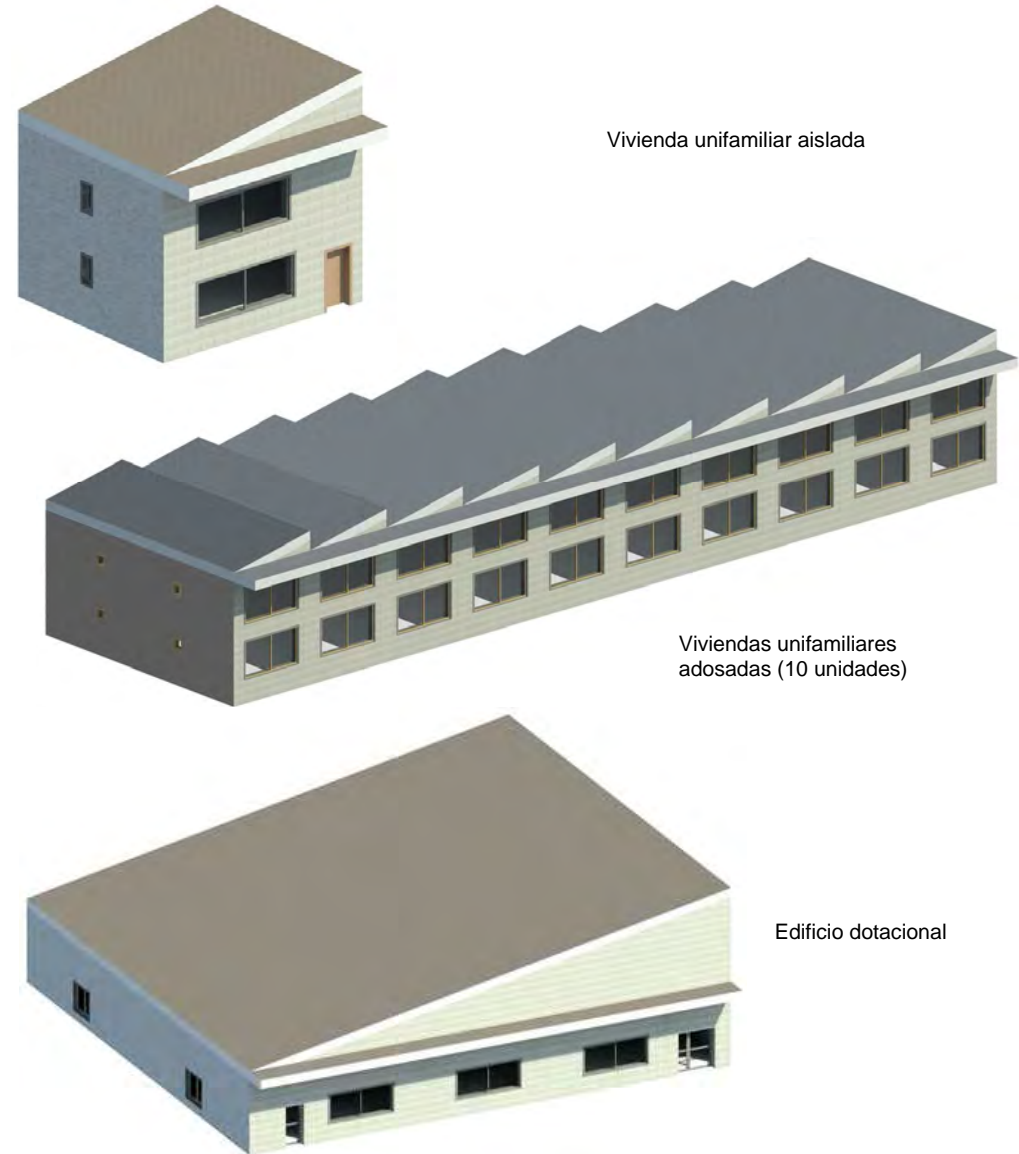 Vivienda unifamiliar aislada
Viviendas unifamiliares
adosadas (10 unidades)
Edificio dotacional